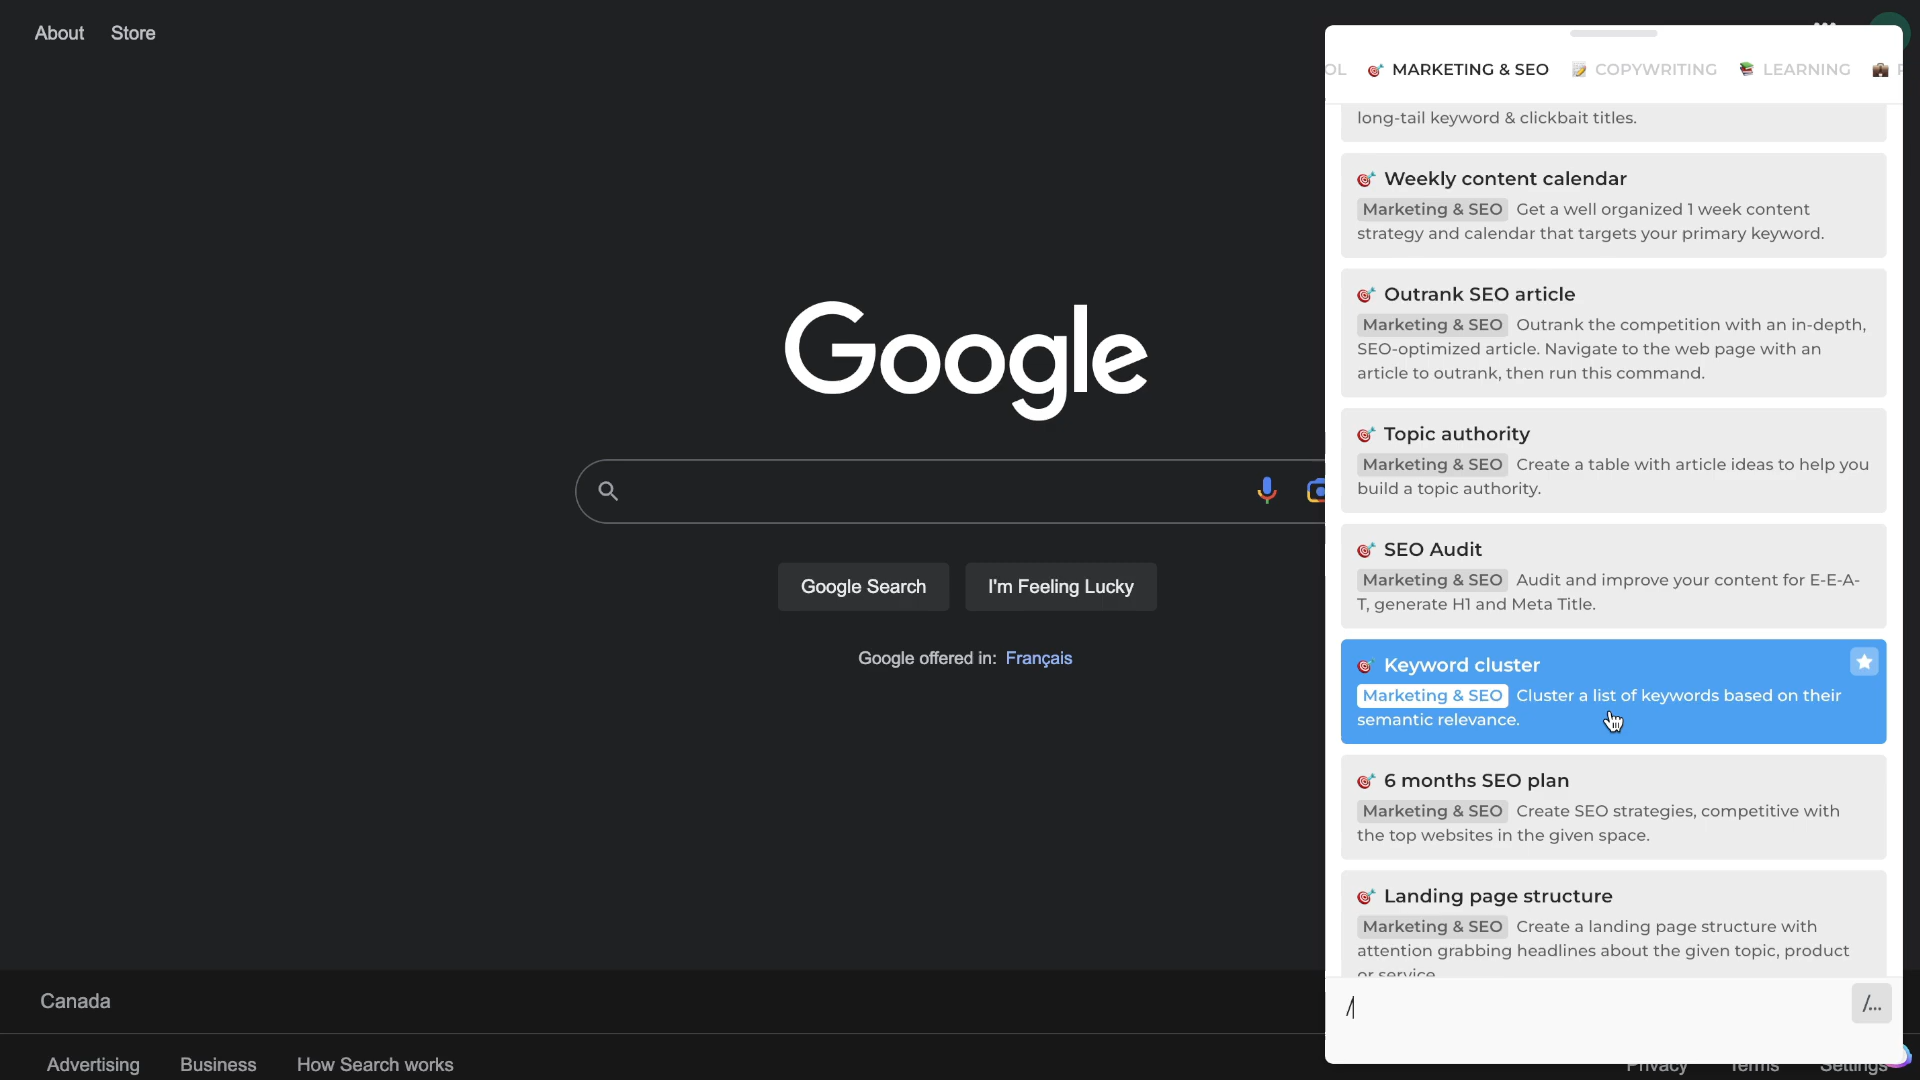 About Store
OL MARKETING & SEO COPYWRITING LEARNING
long-tail keyword & clickbait titles.
Weekly content calendar
Marketing & SEO Get a well organized 1 week content
strategy and calendar that targets your primary keyword.
Outrank SEO article
Marketing & SEO Outrank the competition with an in-depth,
SEO-optimized article. Navigate to the web page with an
article to outrank, then run this command.
Topic authority
Marketing & SEO Create a table with article ideas to help you
build a topic authority.
SEO Audit
Marketing & SEO Audit and improve your content for E-E-A-
T, generate H1 and Meta Title.
Keyword cluster
Marketing & SEO Cluster a list of keywords based on their
semantic relevance.
6 months SEO plan
Marketing & SEO Create SEO strategies, competitive with
the top websites in the given space.
Landing page structure
Marketing & SEO Create a landing page structure with
attention grabbing headlines about the given topic, product
or service
/
/...
Google
Google Search I'm Feeling Lucky
Google offered in: Français
Canada
Advertising Business How Search works
Privacy Terms Settings